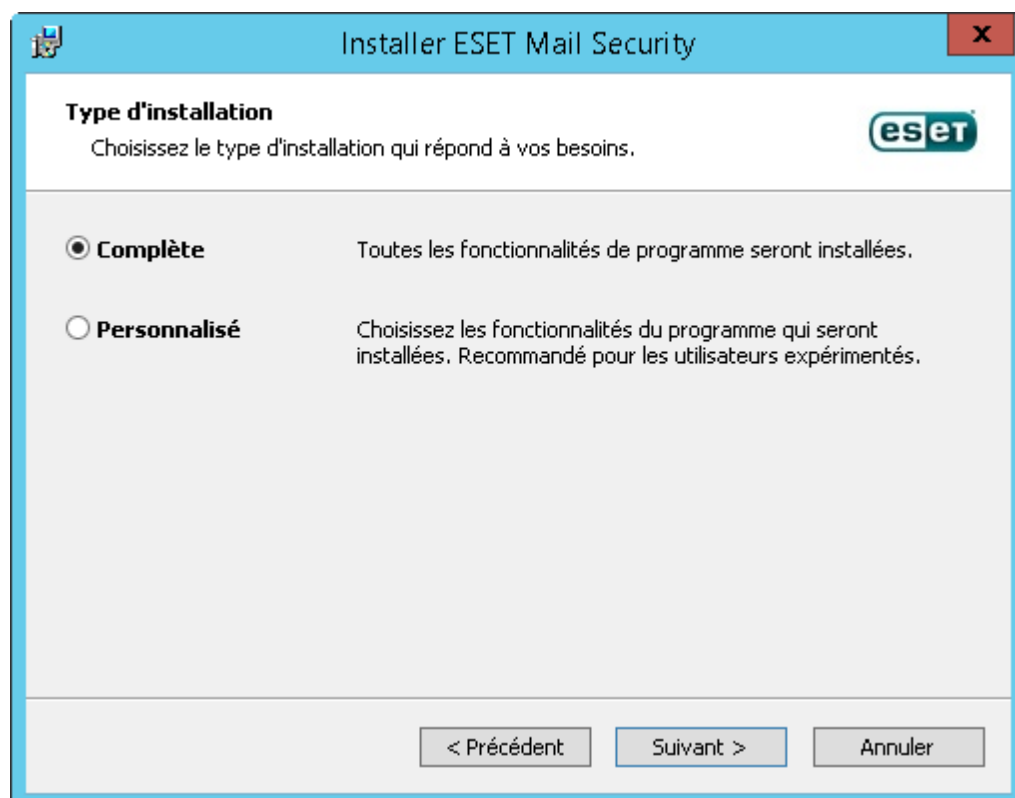 Installer ESET Mail Security
x
Type d'installation
Choisissez le type d'installation qui répond à vos besoins.
eseT
Complète
Toutes les fonctionnalités de programme seront installées.
Personnalisé
Choisissez les fonctionnalités du programme qui seront
installées. Recommandé pour les utilisateurs expérimentés.
< Précédent
Suivant >
Annuler